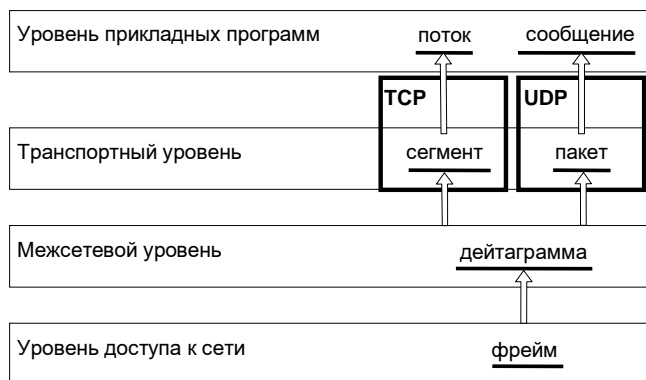 Уровень прикладных программ поток сообщение
TCP UDP
Транспортный уровень сегмент пакет
Межсетевой уровень дейтаграмма
Уровень доступа к сети фрейм